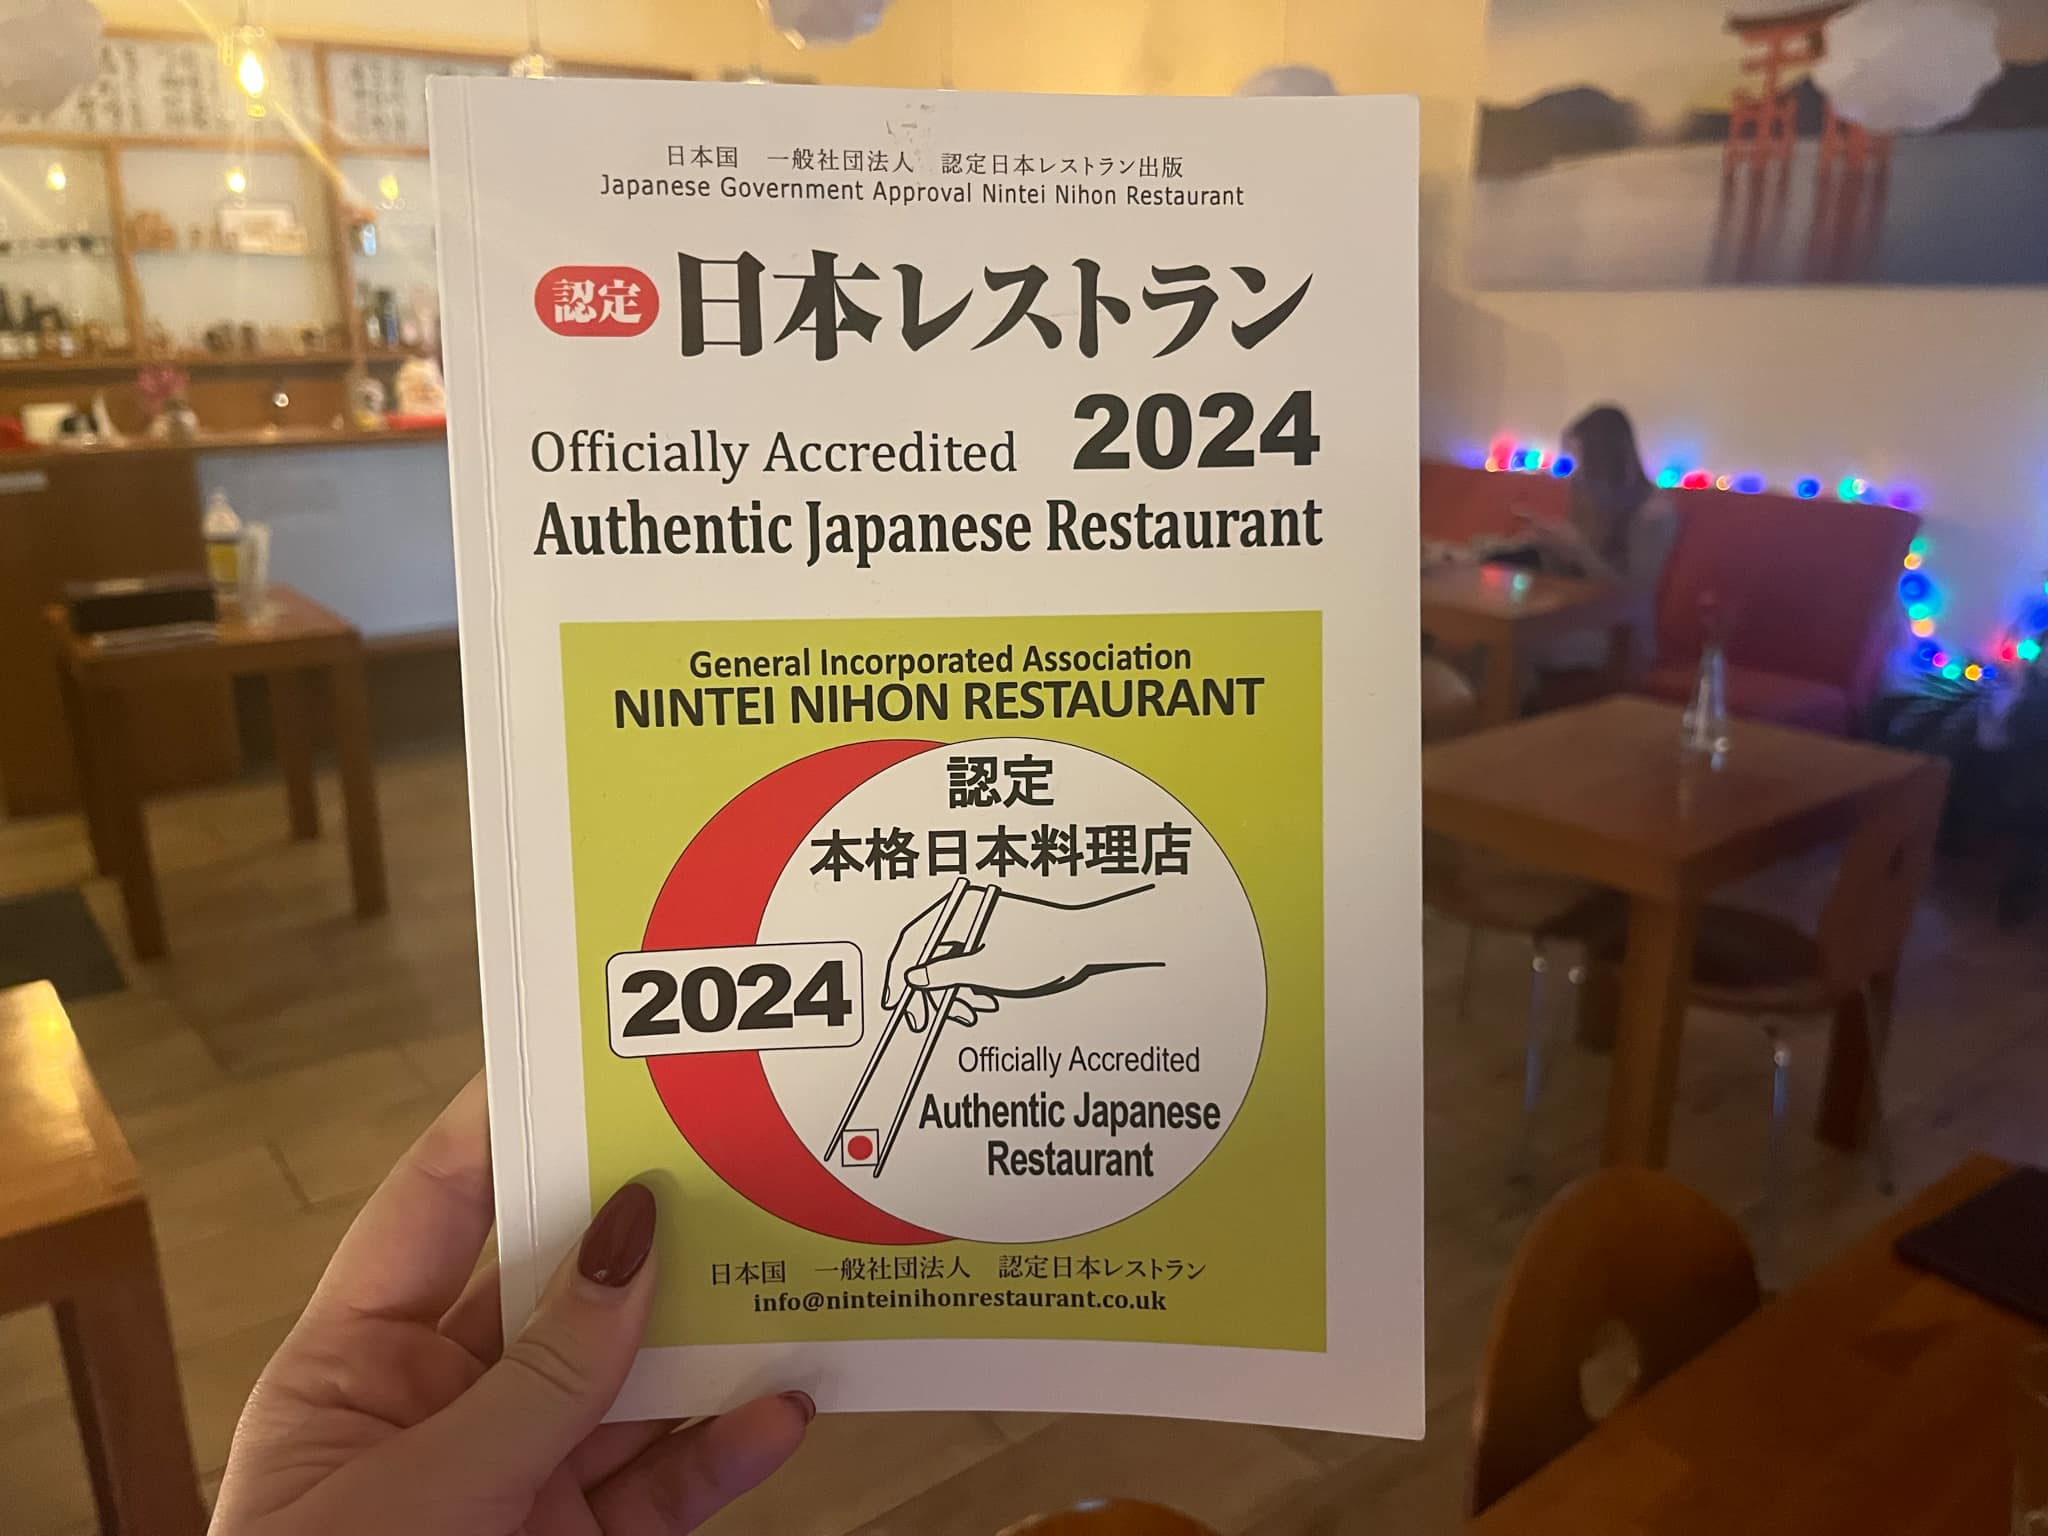 日本国　一般社団法人　認定日本レストラン出版
Japanese Government Approval Nintei Nihon Restaurant
認定 日本レストラン
Officially Accredited 2024
Authentic Japanese Restaurant
General Incorporated Association
NINTEI NIHON RESTAURANT
認定
本格日本料理店
2024
Officially Accredited
Authentic Japanese
Restaurant
日本国　一般社団法人　認定日本レストラン
info@ninteinihonrestaurant.co.uk